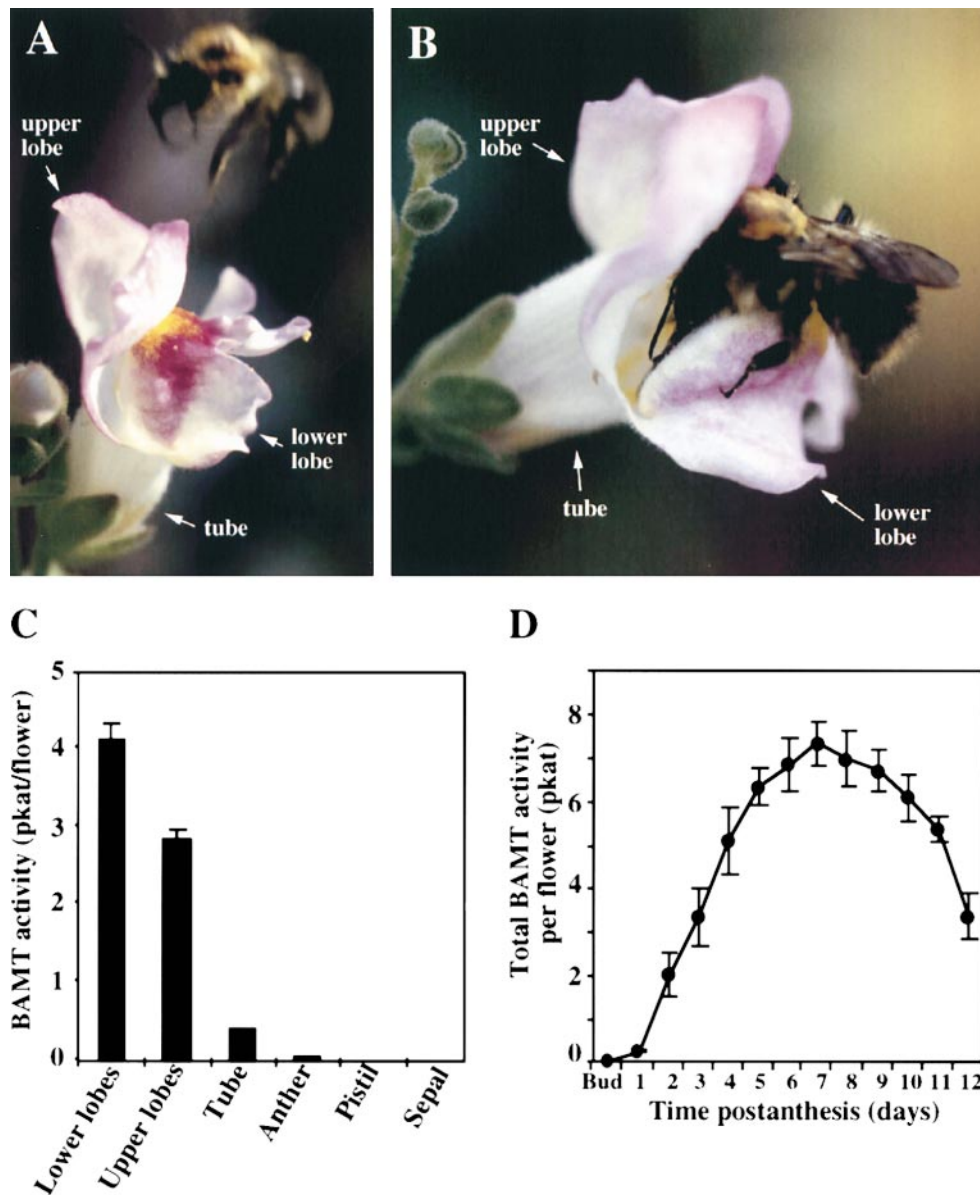 A
upper
lobe
lower
lobe
tube
B
upper
lobe
tube
lower
lobe
C
BAMT activity (pkat/flower)
5
4
3
2
1
0
Lower lobes
Upper lobes
Tube
Anther
Pistil
Sepal
D
Total BAMT activity
per flower (pkat)
8
6
4
2
0
Bud 1 2 3 4 5 6 7 8 9 10 11 12
Time postanthesis (days)